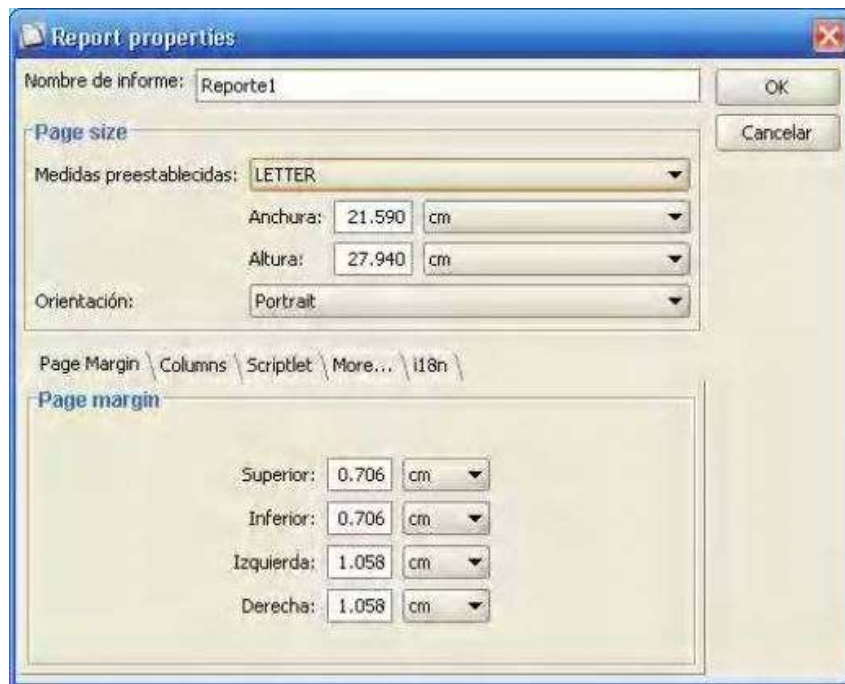 Report properties
Nombre de informe: Reporte1
OK
Page size
Cancelar
Medidas preestablecidas: LETTER
Anchura: 21.590 cm
Altura: 27.940 cm
Orientación: Portrait
Page Margin \ Columns \ Scriptlet \ More... \ i18n \
Page margin
Superior: 0.706 cm
Inferior: 0.706 cm
Izquierda: 1.058 cm
Derecha: 1.058 cm